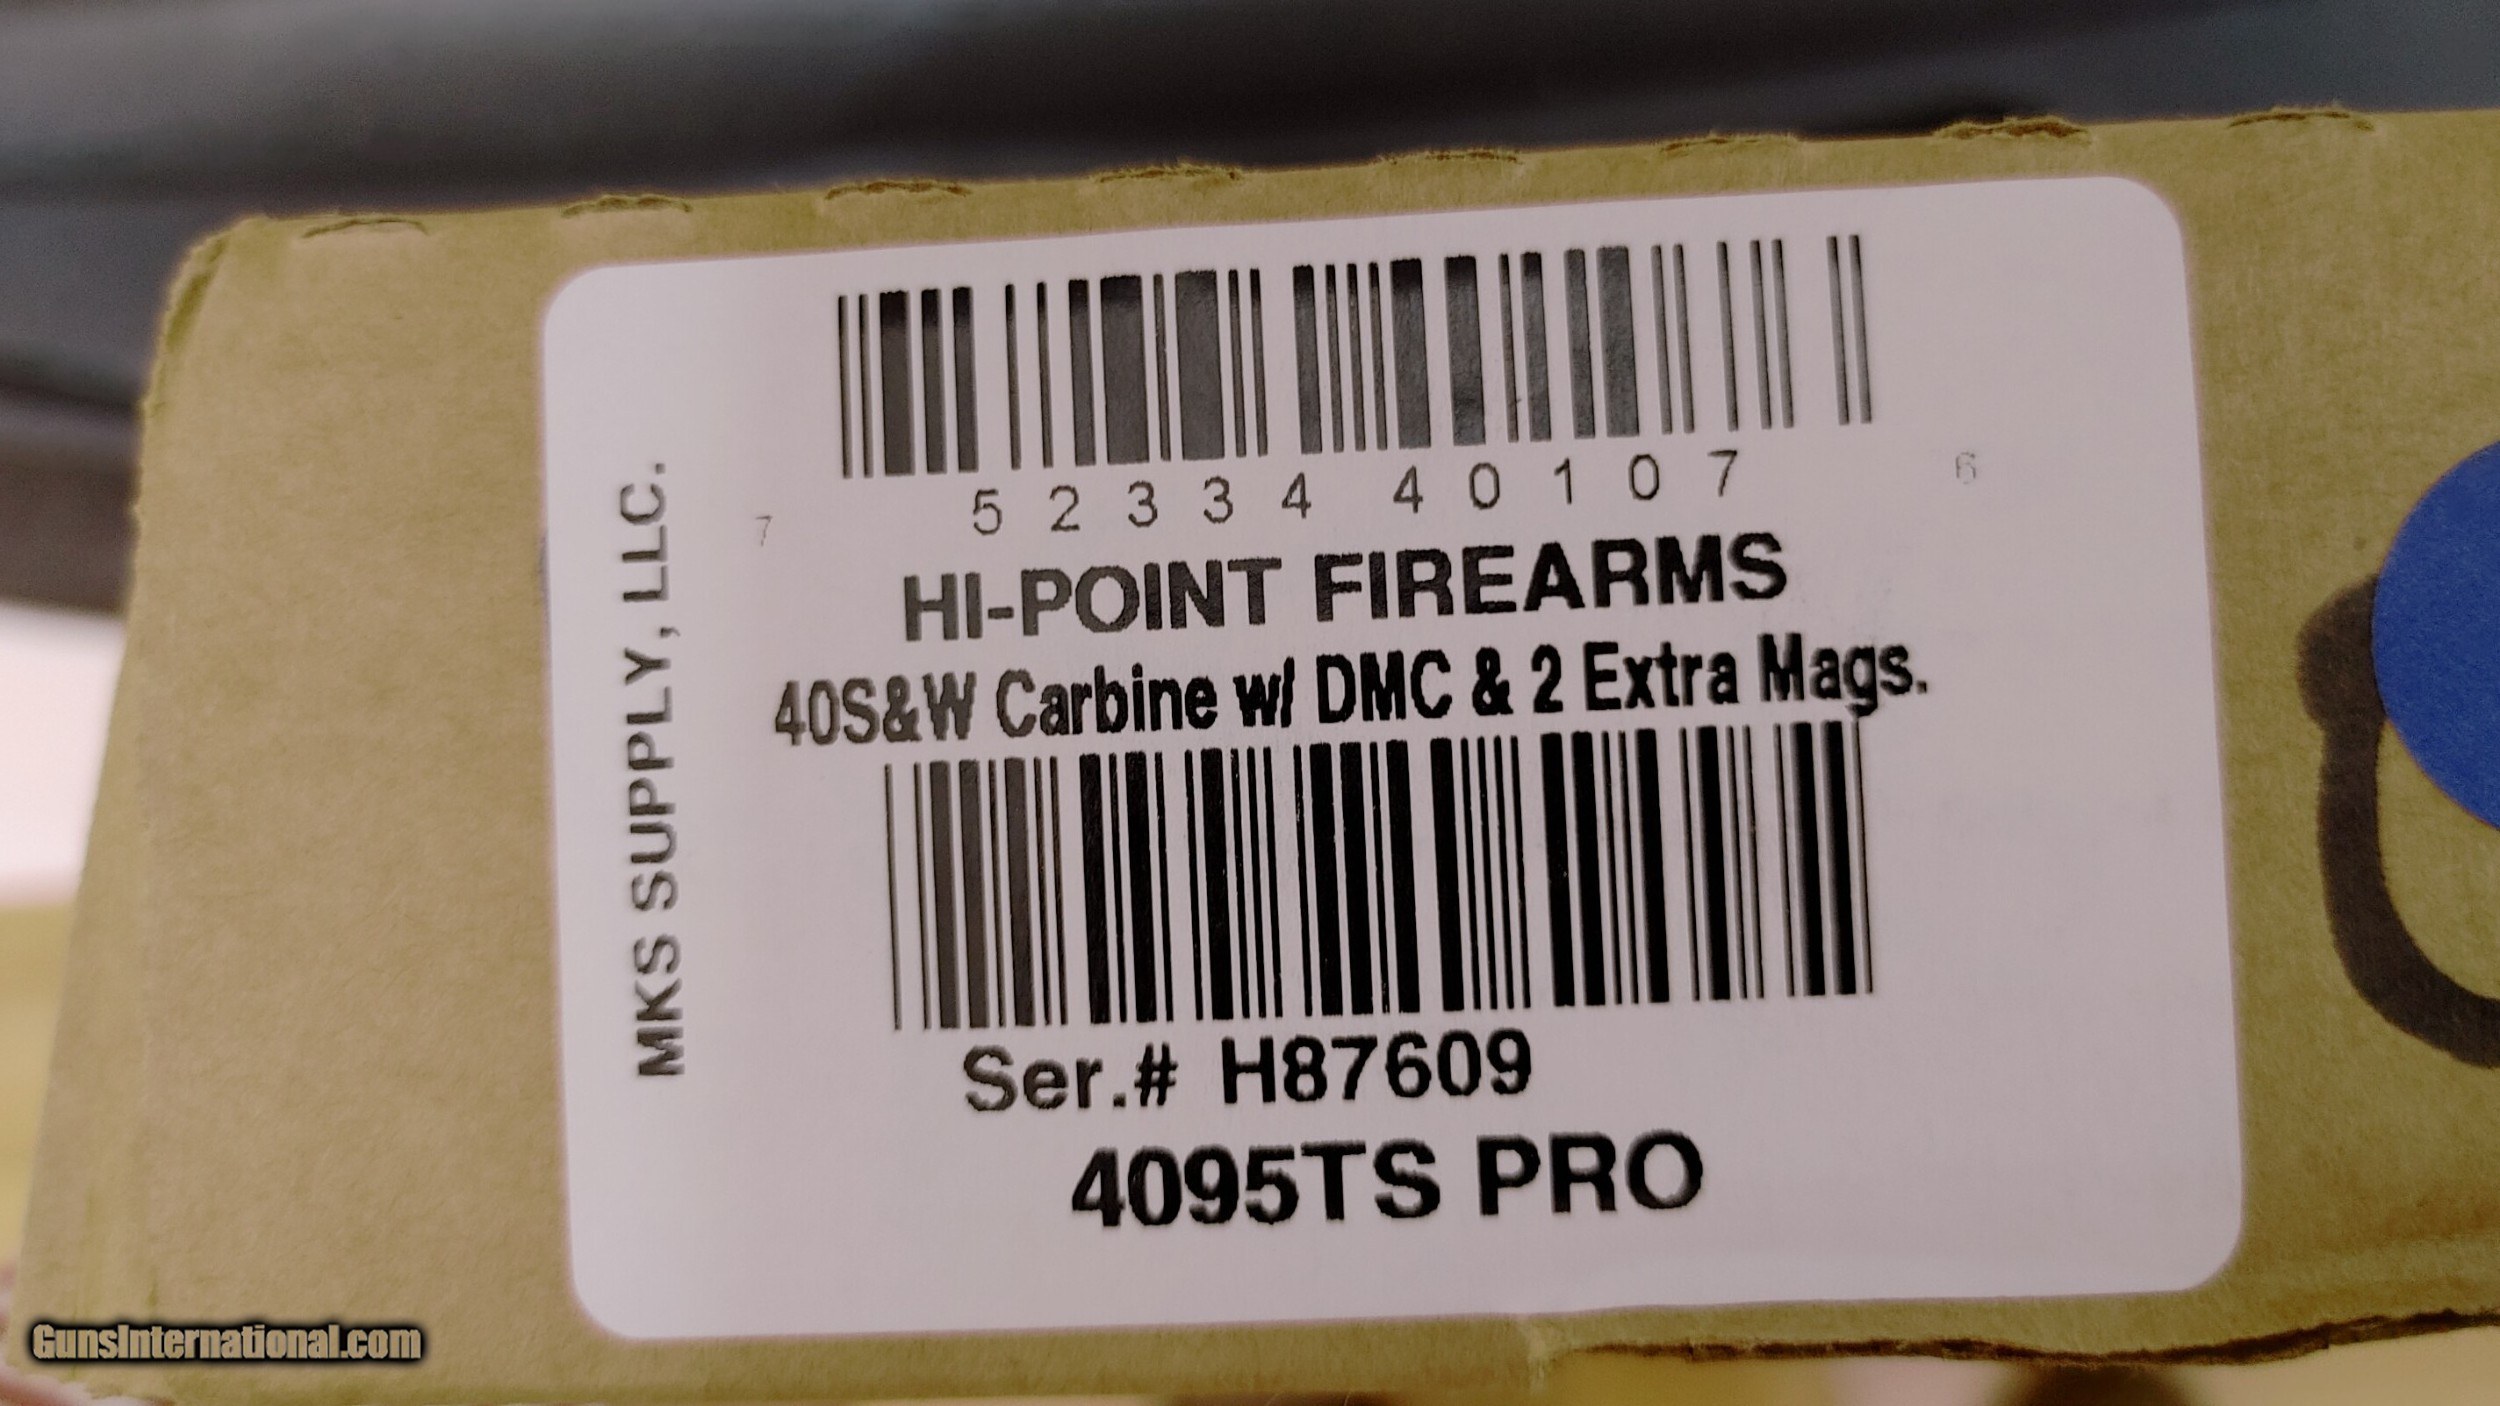 7 52334 40107 6
HI-POINT FIREARMS
40S&W Carbine w/ DMC & 2 Extra Mags.
Ser.# H87609
4095TS PRO
MKS SUPPLY, LLC.
GunsInternational.com